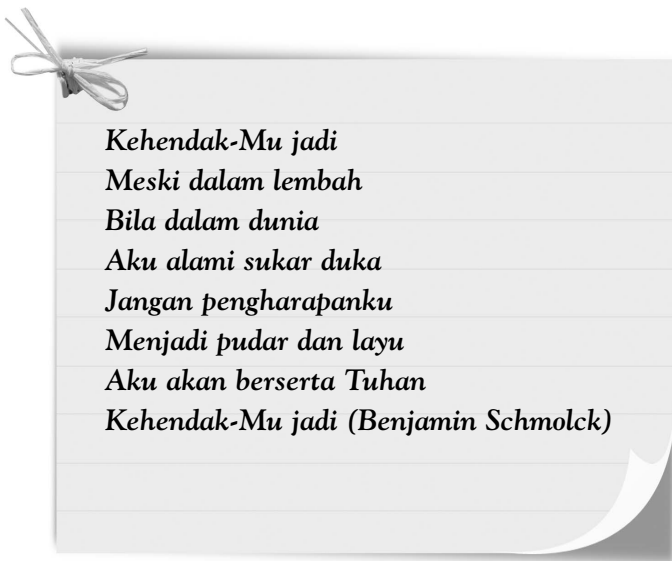 Kehendak-Mu jadi
Meski dalam lembah
Bila dalam dunia
Aku alami sukar duka
Jangan pengharapanku
Menjadi pudar dan layu
Aku akan berserta Tuhan
Kehendak-Mu jadi (Benjamin Schmolck)